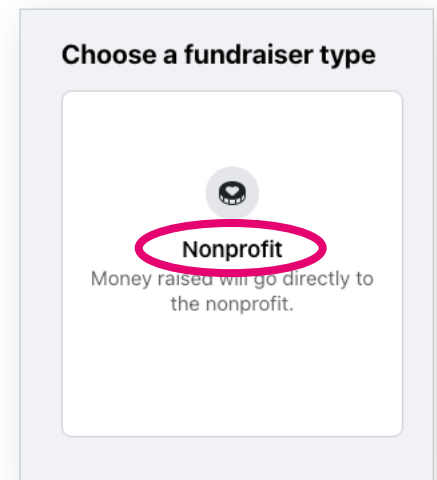 Choose a fundraiser type
Nonprofit
Money raised will go directly to
the nonprofit.